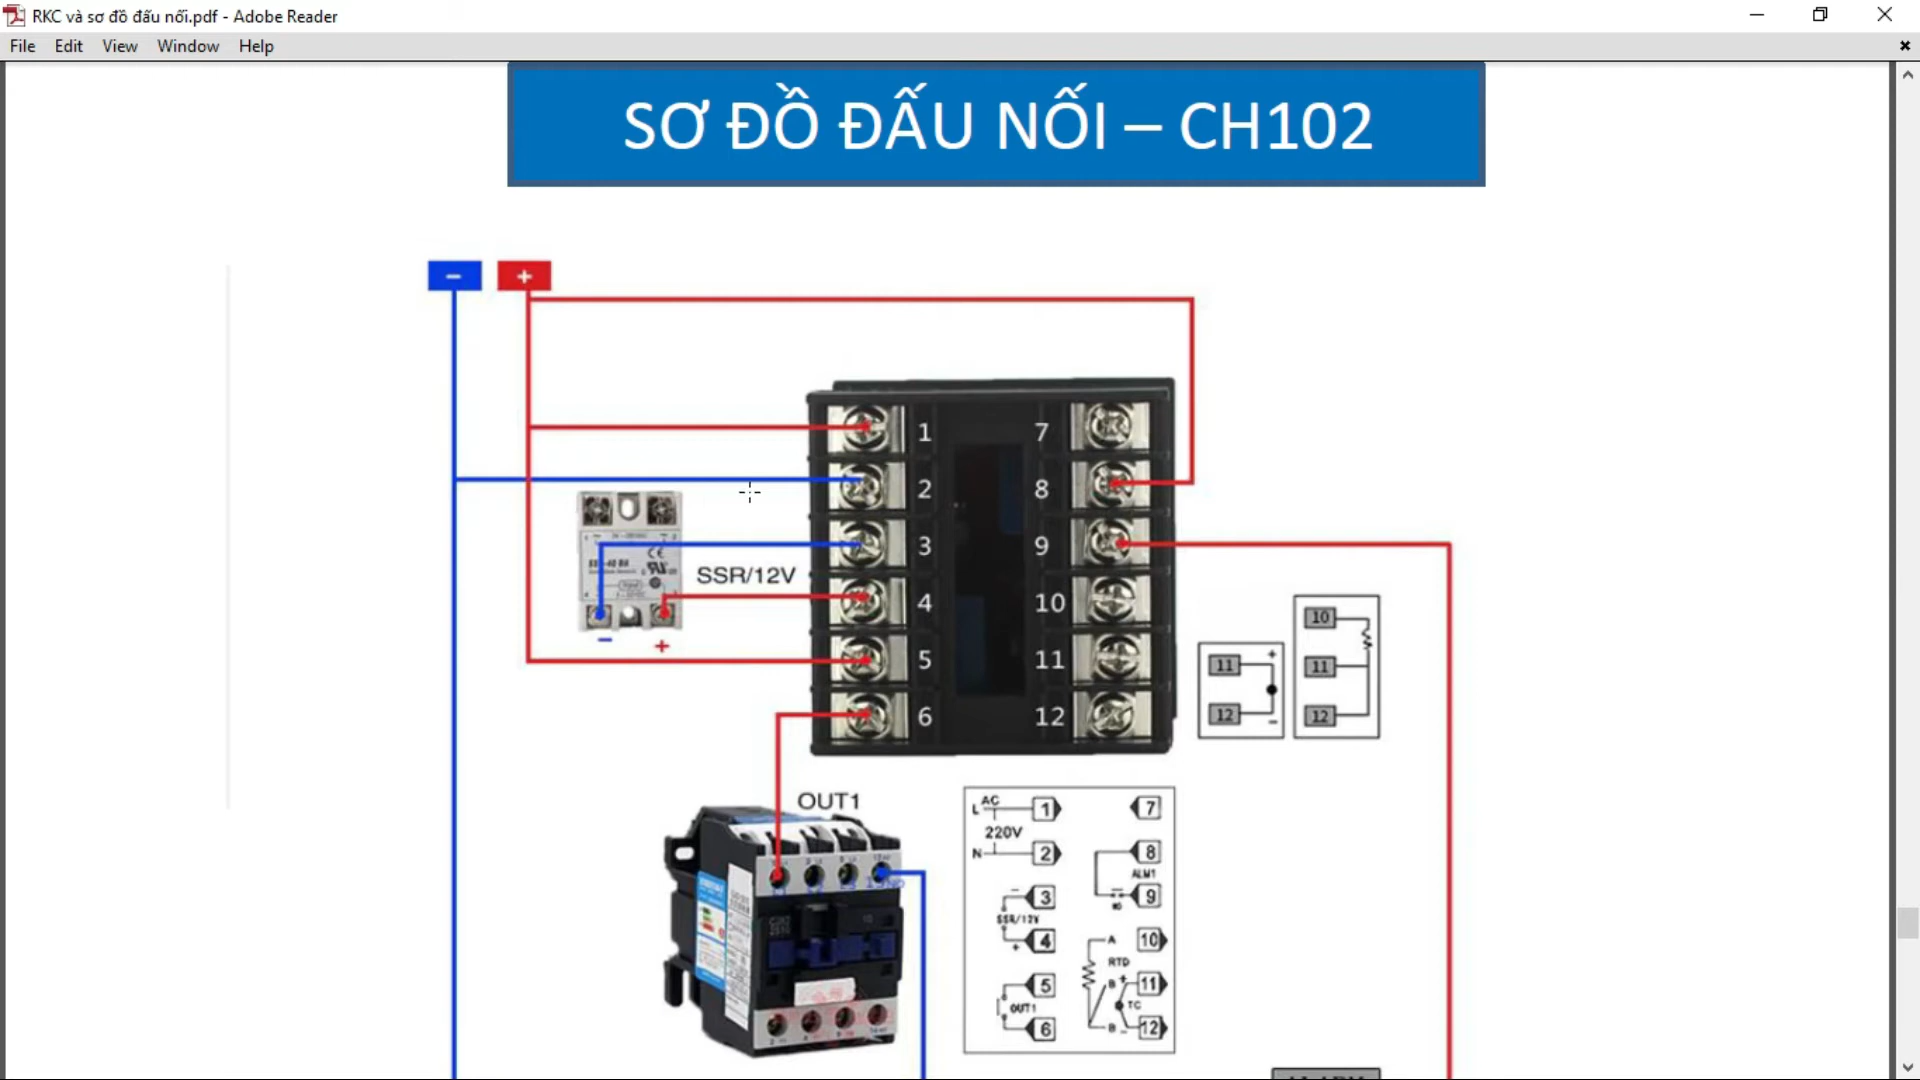 RKC và sơ đồ đấu nối.pdf - Adobe Reader
File Edit View Window Help
SƠ ĐỒ ĐẤU NỐI – CH102
− +
1 7
2 8
3 9
SSR/12V
4 10
− +
5 11
6 12
10
11
12
+
11
12
−
OUT1
AC
L 1 7
220V
N 2 8
ALM1
− 3 NO 9
SSR/12V
+ 4 A 10
RTD
5 B + 11
OUT1 TC
6 B − 12